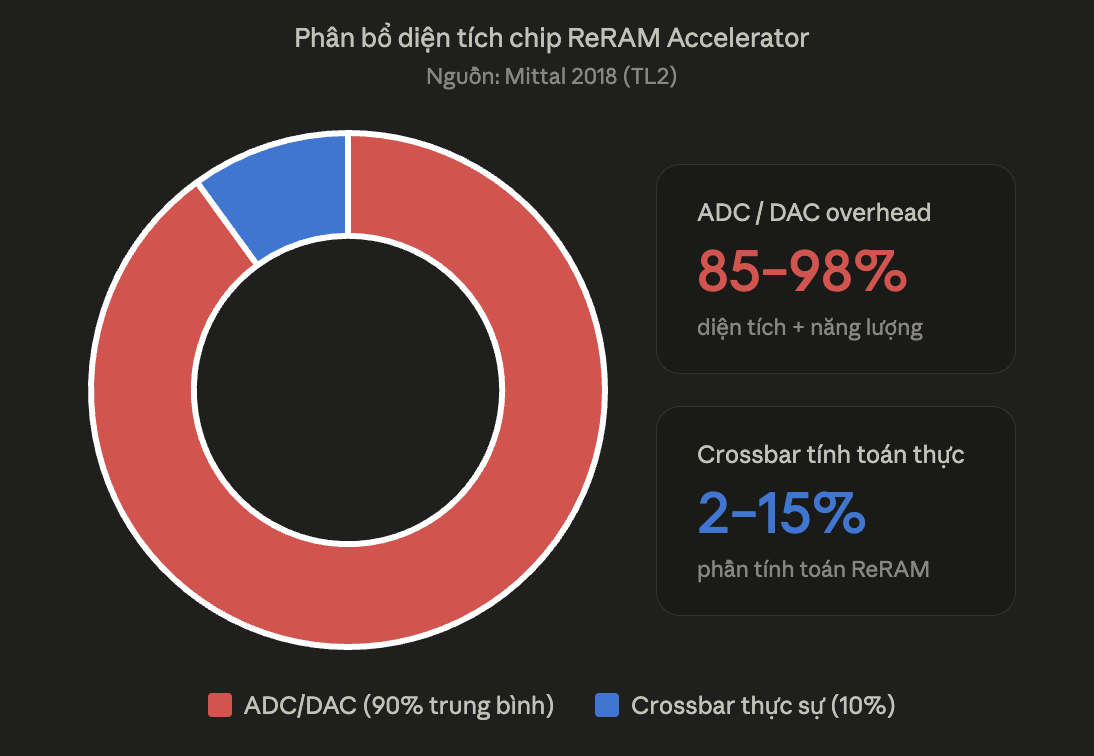 Phân bổ diện tích chip ReRAM Accelerator
Nguồn: Mittal 2018 (TL2)
ADC / DAC overhead
85–98%
diện tích + năng lượng
Crossbar tính toán thực
2–15%
phần tính toán ReRAM
ADC/DAC (90% trung bình)
Crossbar thực sự (10%)